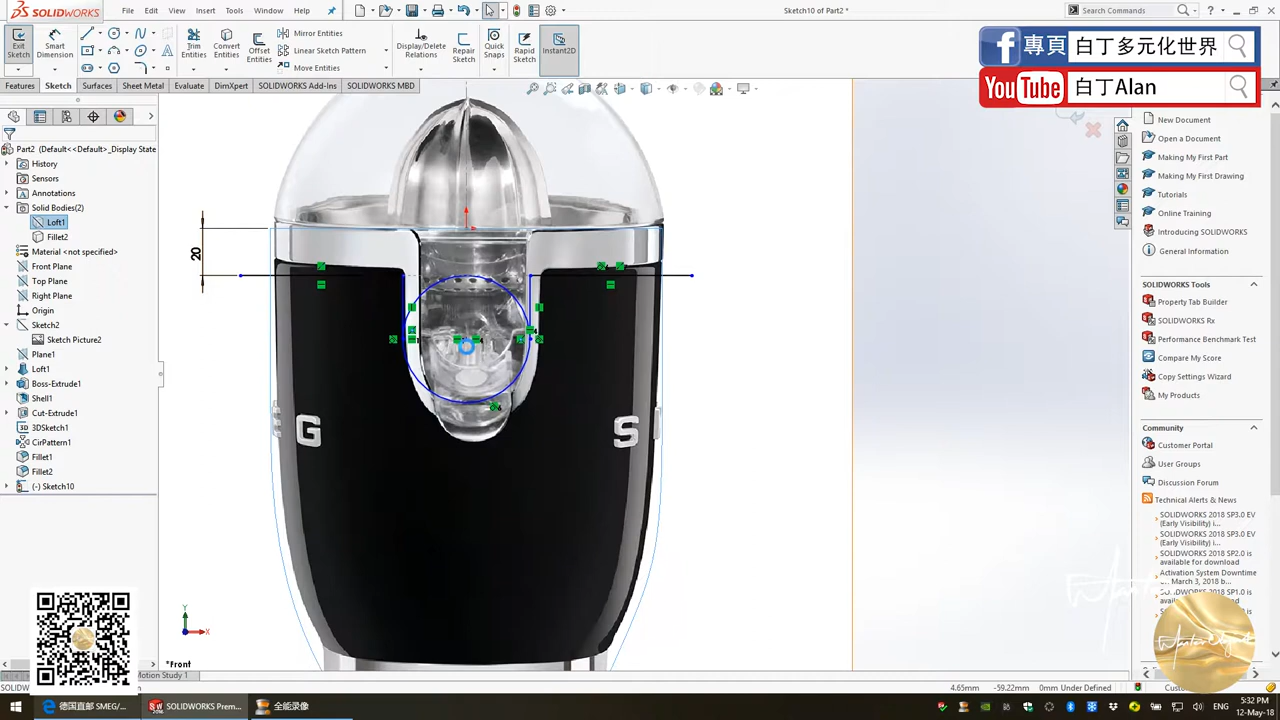 SOLIDWORKS
File Edit View Insert Tools Window Help
Sketch10 of Part2 *
Search Commands
Exit Sketch
Smart Dimension
Trim Entities
Convert Entities
Offset Entities
Mirror Entities
Linear Sketch Pattern
Move Entities
Display/Delete Relations
Repair Sketch
Quick Snaps
Rapid Sketch
Instant2D
f 專頁 白丁多元化世界
YouTube 白丁Alan
Features Sketch Surfaces Sheet Metal Evaluate DimXpert SOLIDWORKS Add-Ins SOLIDWORKS MBD
Part2 (Default<<Default>_Display State
History
Sensors
Annotations
Solid Bodies(2)
Loft1
Fillet2
Material <not specified>
Front Plane
Top Plane
Right Plane
Origin
Sketch2
Sketch Picture2
Plane1
Loft1
Boss-Extrude1
Shell1
Cut-Extrude1
3DSketch1
CirPattern1
Fillet1
Fillet2
(-) Sketch10
20
G
S
Y
X
*Front
New Document
Open a Document
Making My First Part
Making My First Drawing
Tutorials
Online Training
Introducing SOLIDWORKS
General Information
SOLIDWORKS Tools
Property Tab Builder
SOLIDWORKS Rx
Performance Benchmark Test
Compare My Score
Copy Settings Wizard
My Products
Community
Customer Portal
User Groups
Discussion Forum
Technical Alerts & News
SOLIDWORKS 2018 SP3.0 EV
(Early Visibility) i...
SOLIDWORKS 2018 SP3.0 EV
(Early Visibility) i...
SOLIDWORKS 2018 SP2.0 is
available for download
Activation System Downtime
Motion Study 1
4.65mm -59.22mm 0mm Under Defined
德国直邮 SMEG/...
SOLIDWORKS Prem...
全能录像
ENG
5:32 PM
12-May-18